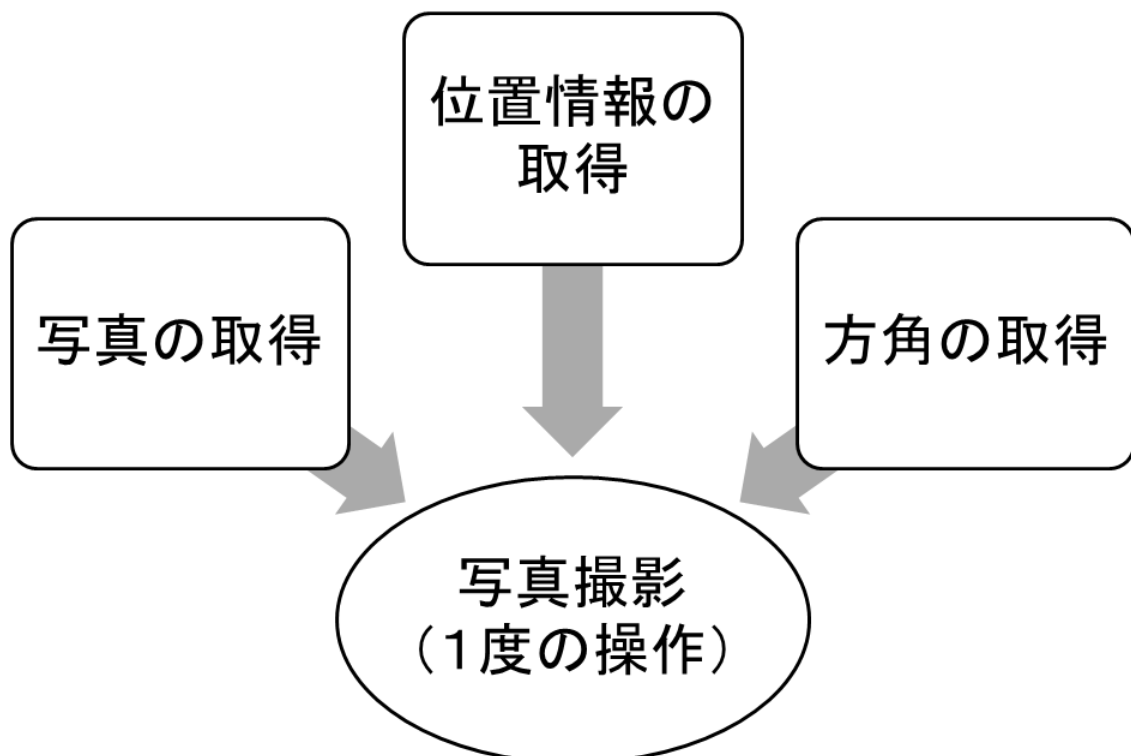 位置情報の
取得
写真の取得
方角の取得
写真撮影
（１度の操作）